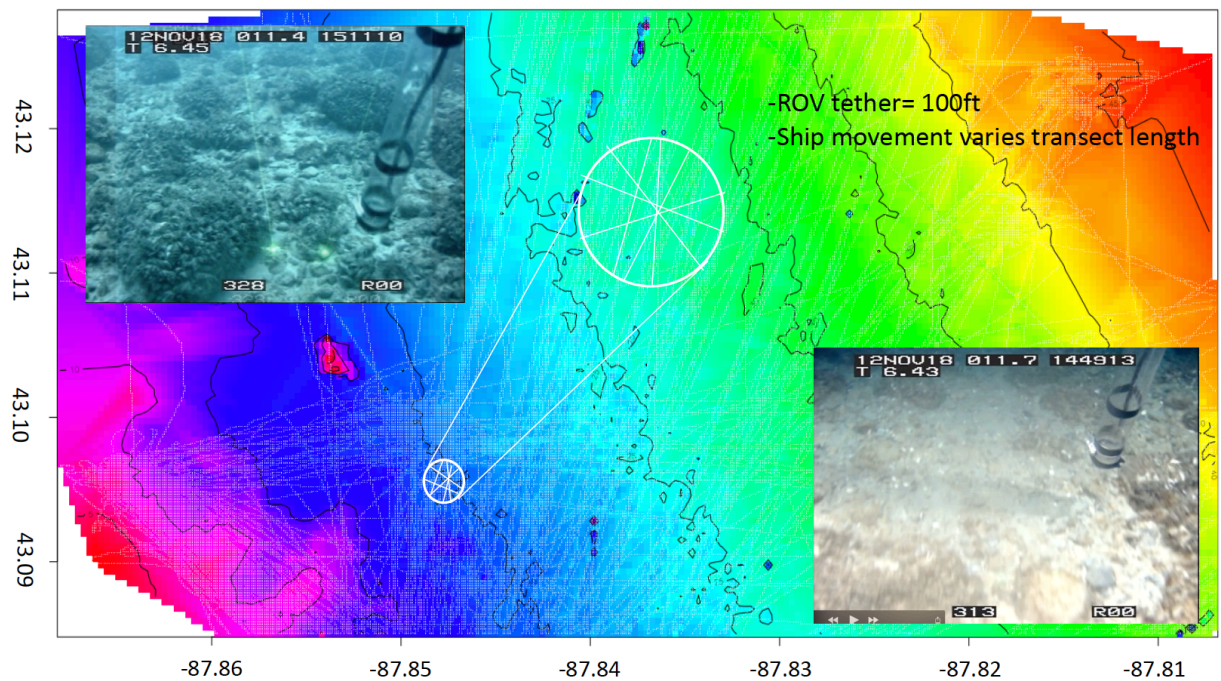 12NOV18 011.4 151110
T 6.45
328 R00
-ROV tether= 100ft
-Ship movement varies transect length
12NOV18 011.7 144913
T 6.43
313 R00
43.12
43.11
43.10
43.09
-87.86
-87.85
-87.84
-87.83
-87.82
-87.81